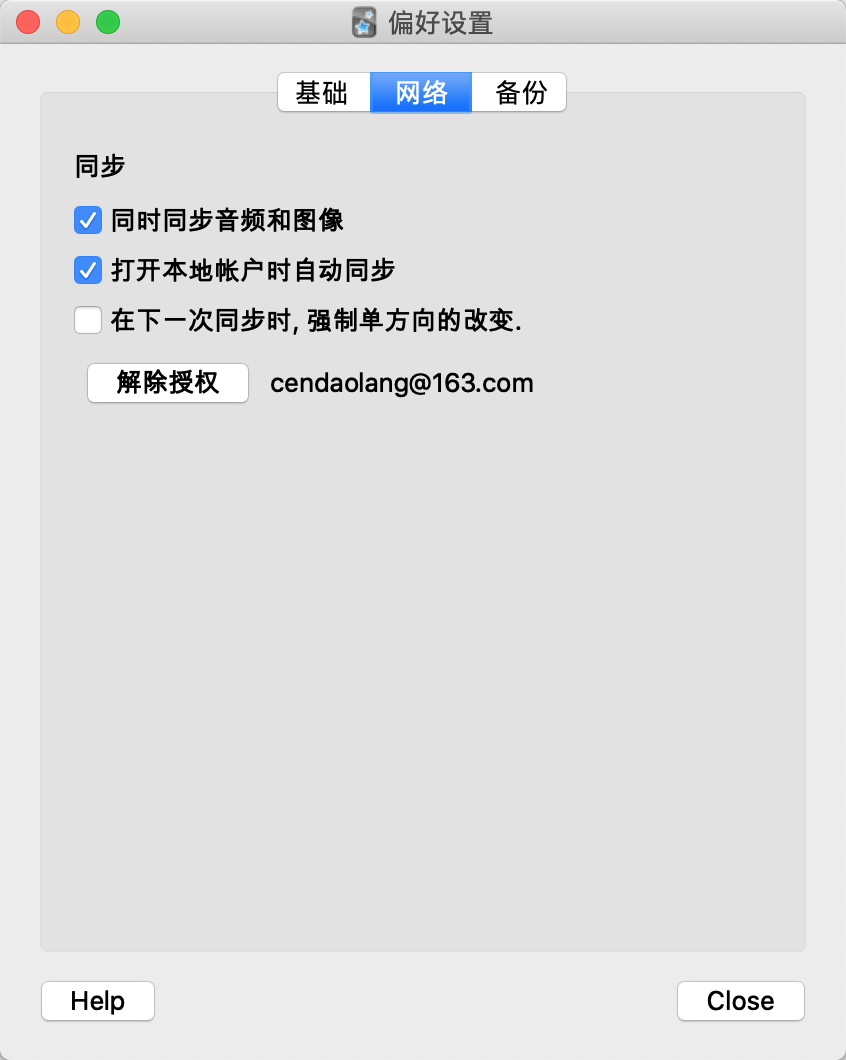 偏好设置
基础 网络 备份
同步
同时同步音频和图像
打开本地帐户时自动同步
在下一次同步时, 强制单方向的改变.
解除授权 cendaolang@163.com
Help Close